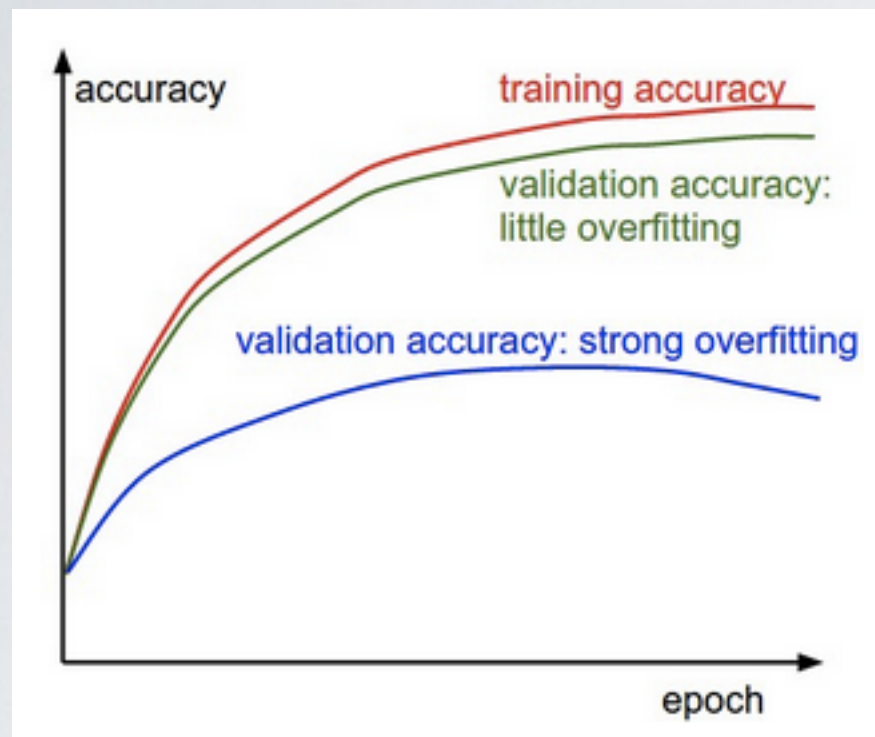 accuracy
training accuracy
validation accuracy:
little overfitting
validation accuracy: strong overfitting
epoch